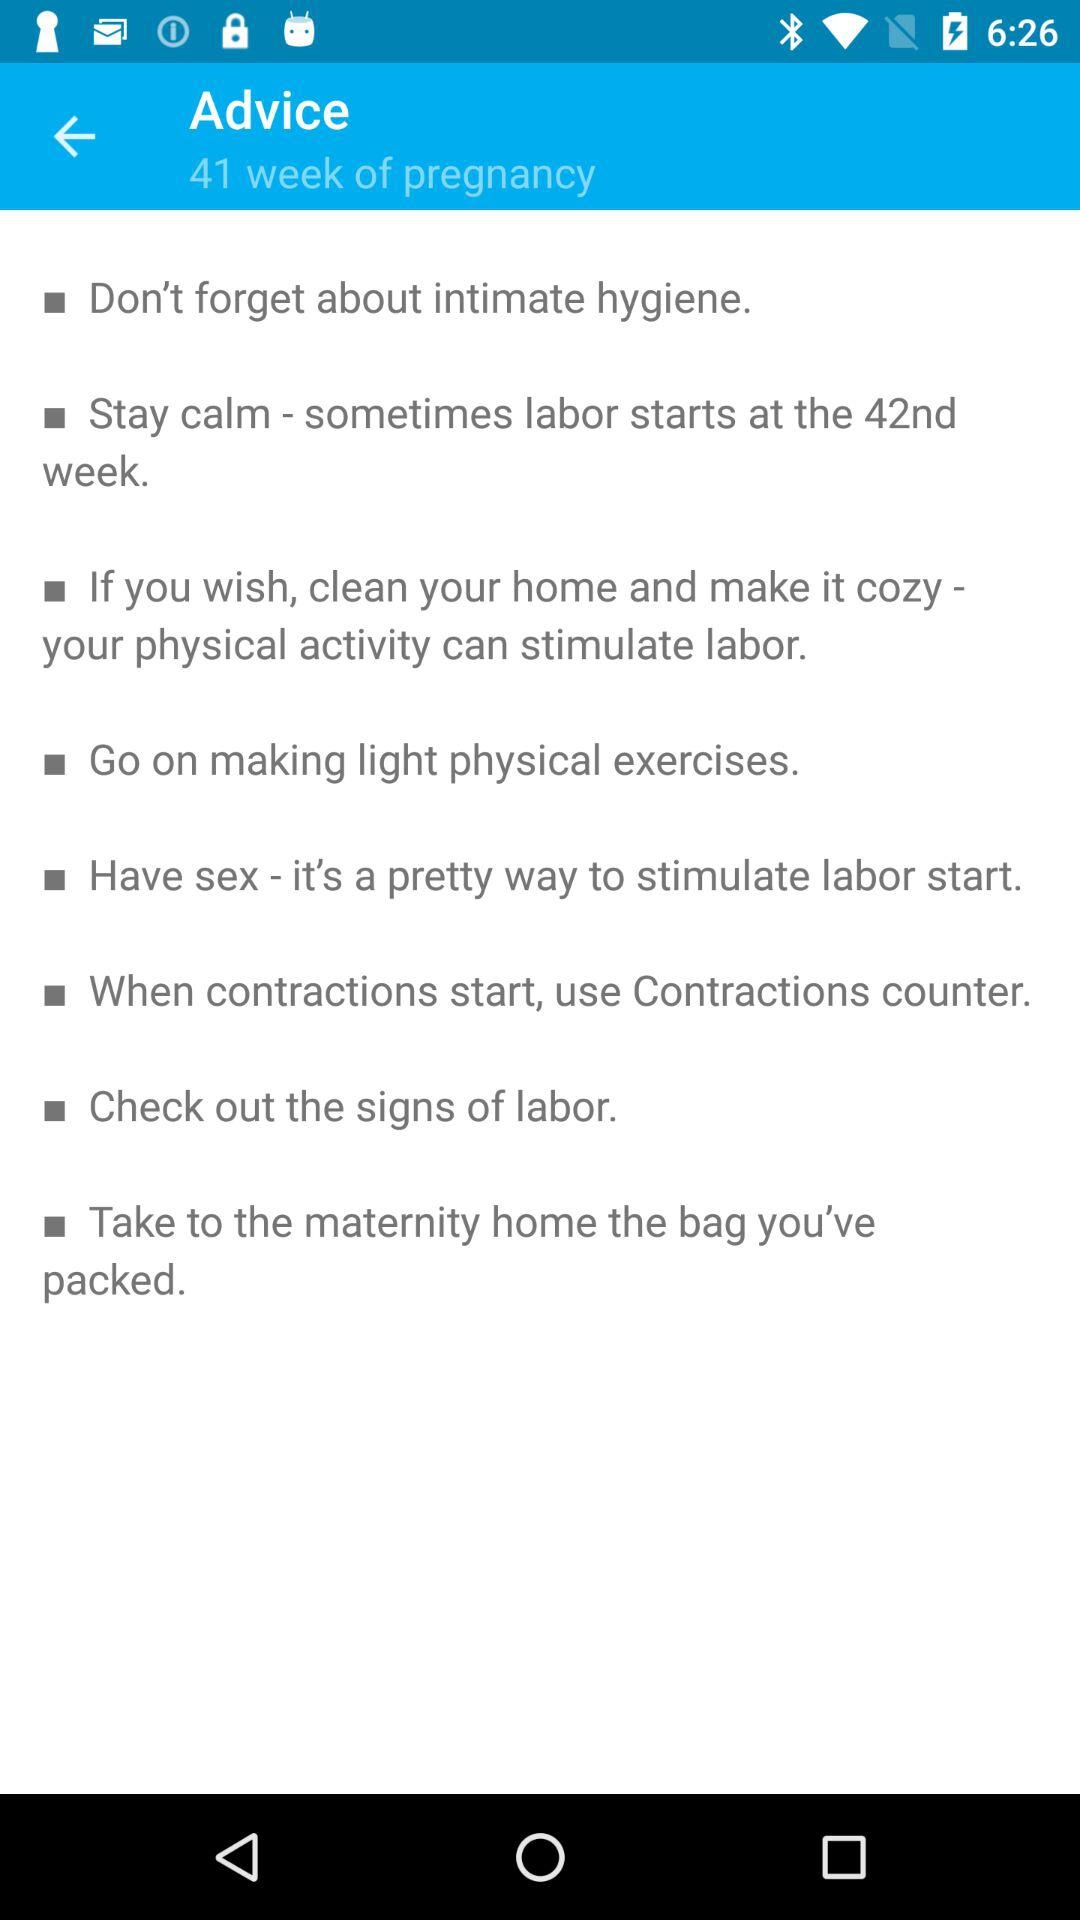 6:26
Advice
41 week of pregnancy
■ Don’t forget about intimate hygiene.
■ Stay calm - sometimes labor starts at the 42nd
week.
■ If you wish, clean your home and make it cozy -
your physical activity can stimulate labor.
■ Go on making light physical exercises.
■ Have sex - it’s a pretty way to stimulate labor start.
■ When contractions start, use Contractions counter.
■ Check out the signs of labor.
■ Take to the maternity home the bag you’ve
packed.